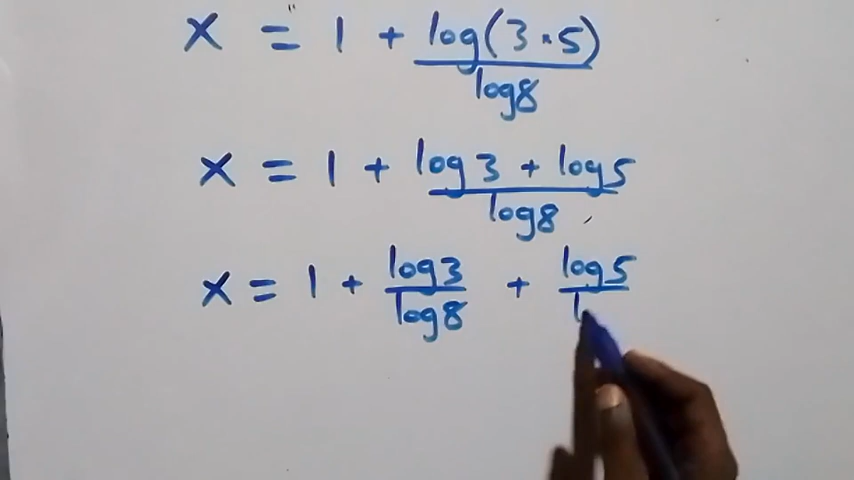 x = 1 + log(3·5)/log8
x = 1 + (log3 + log5)/log8
x = 1 + log3/log8 + log5/l